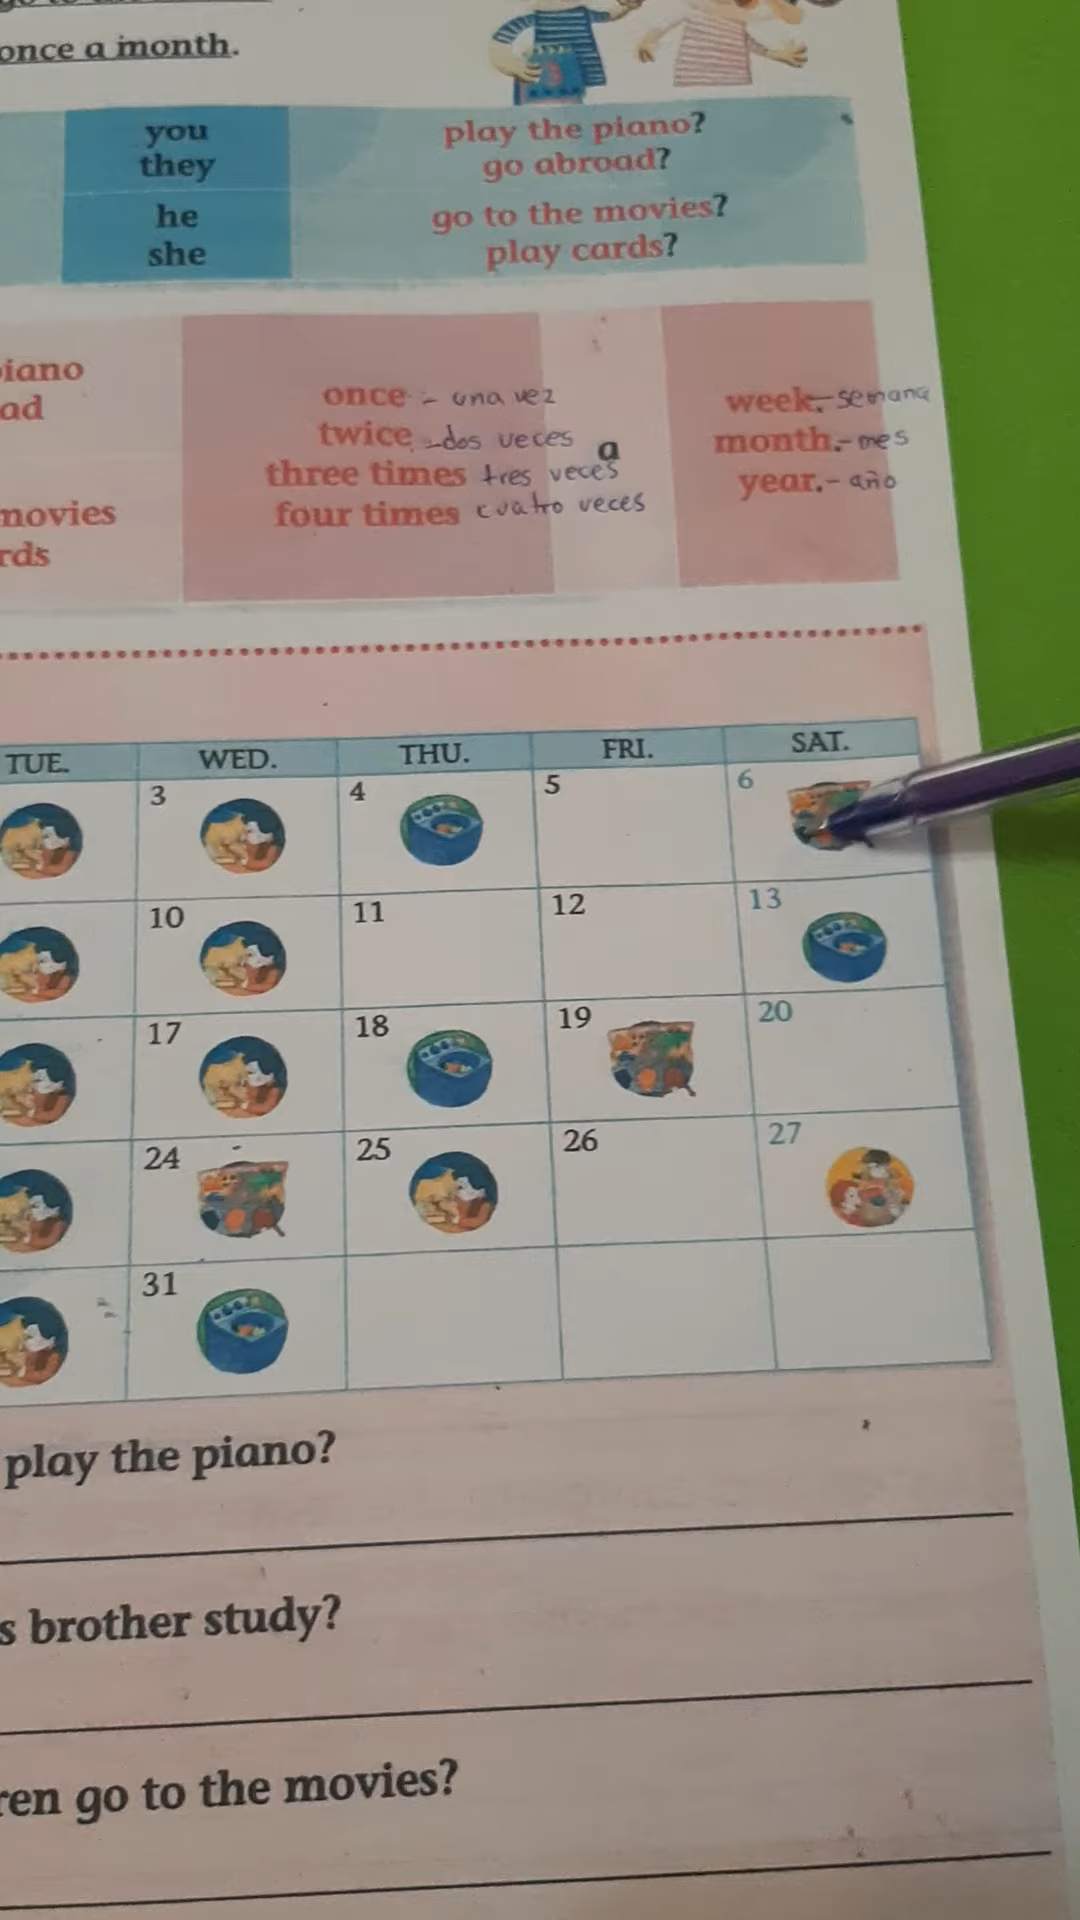 once a month.
you play the piano?
they go abroad?
he go to the movies?
she play cards?
iano once - una vez week.- semana
ad twice -dos veces month.- mes
three times tres veces a year.- año
movies four times cuatro veces
rds
TUE. WED. THU. FRI. SAT.
3 4 5 6
10 11 12 13
17 18 19 20
24 25 26 27
31
play the piano?
s brother study?
ren go to the movies?